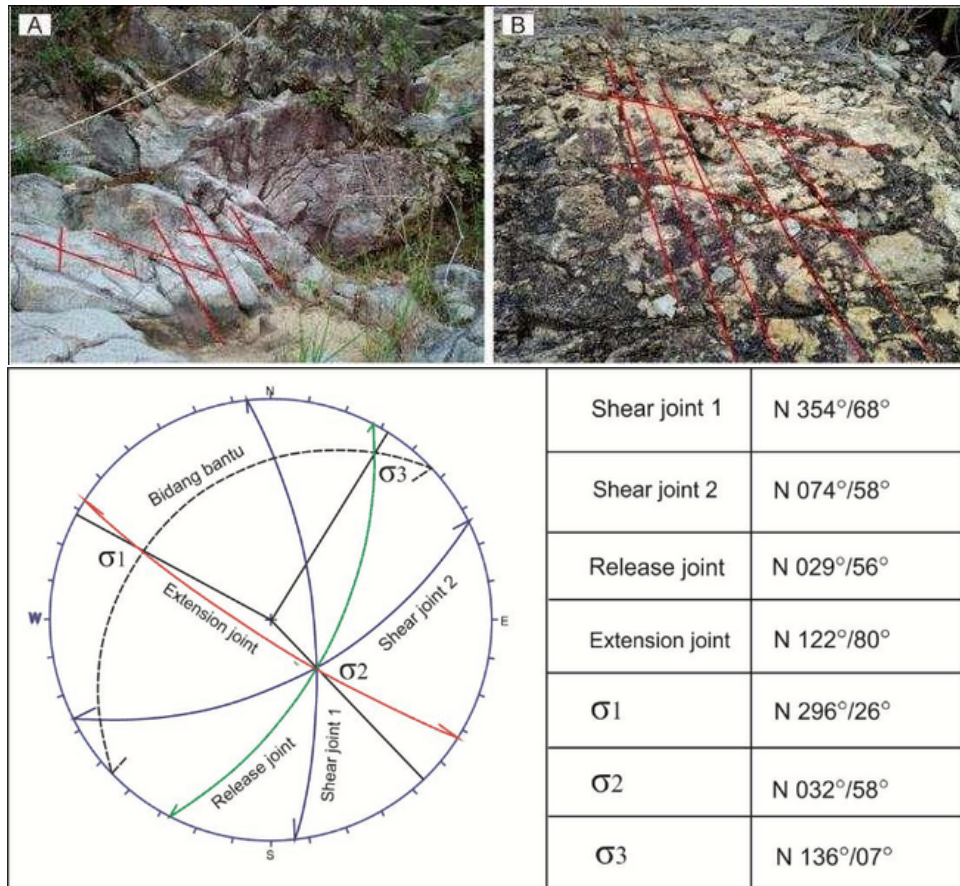 A
B
N
Bidang bantu
σ3
σ1
W
E
Extension joint
Shear joint 2
σ2
Release joint
Shear joint 1
S
Shear joint 1 N 354°/68°
Shear joint 2 N 074°/58°
Release joint N 029°/56°
Extension joint N 122°/80°
σ1 N 296°/26°
σ2 N 032°/58°
σ3 N 136°/07°